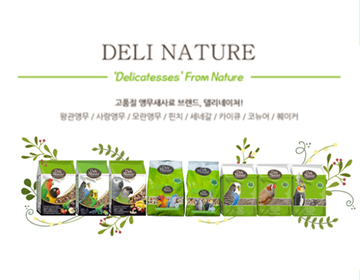 DELI NATURE
'Delicatesses' From Nature
고품질 앵무새사료 브랜드, 델리네이쳐!
왕관앵무 / 사랑앵무 / 모란앵무 / 핀치 / 세네갈 / 카이큐 / 코뉴어 / 퀘이커